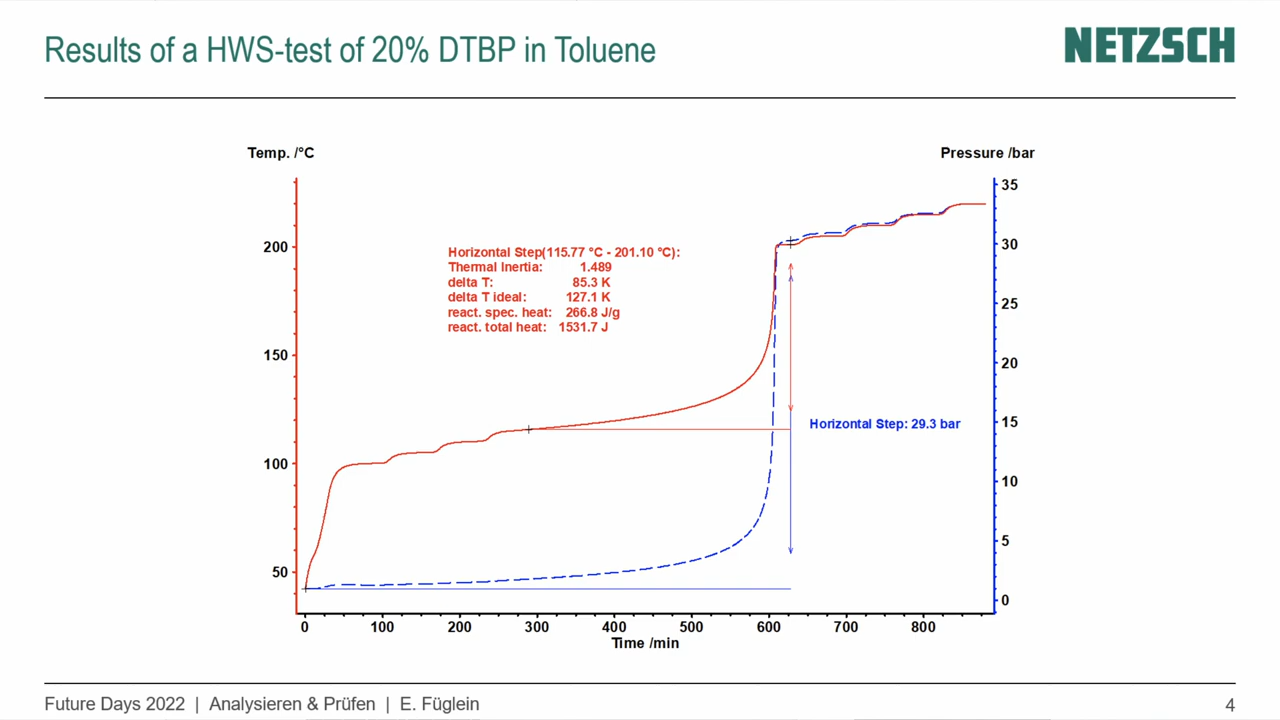 Results of a HWS-test of 20% DTBP in Toluene
NETZSCH
Temp. /°C
Pressure /bar
35
200
30
Horizontal Step(115.77 °C - 201.10 °C):
Thermal Inertia: 1.489
delta T: 85.3 K
delta T ideal: 127.1 K
react. spec. heat: 266.8 J/g
react. total heat: 1531.7 J
25
150
20
Horizontal Step: 29.3 bar
15
100
10
5
50
0
0 100 200 300 400 500 600 700 800
Time /min
Future Days 2022 | Analysieren & Prüfen | E. Füglein
4